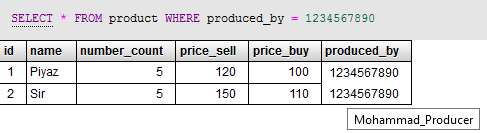 SELECT * FROM product WHERE produced_by = 1234567890
id name number_count price_sell price_buy produced_by
1 Piyaz 5 120 100 1234567890
2 Sir 5 150 110 1234567890
Mohammad_Producer